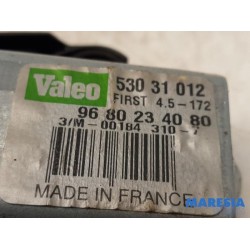 Valeo
530 31 012
FIRST 4.5-172
96 80 23 40 80
3/M-00184 310-7
MADE IN FRANCE
MARESIA